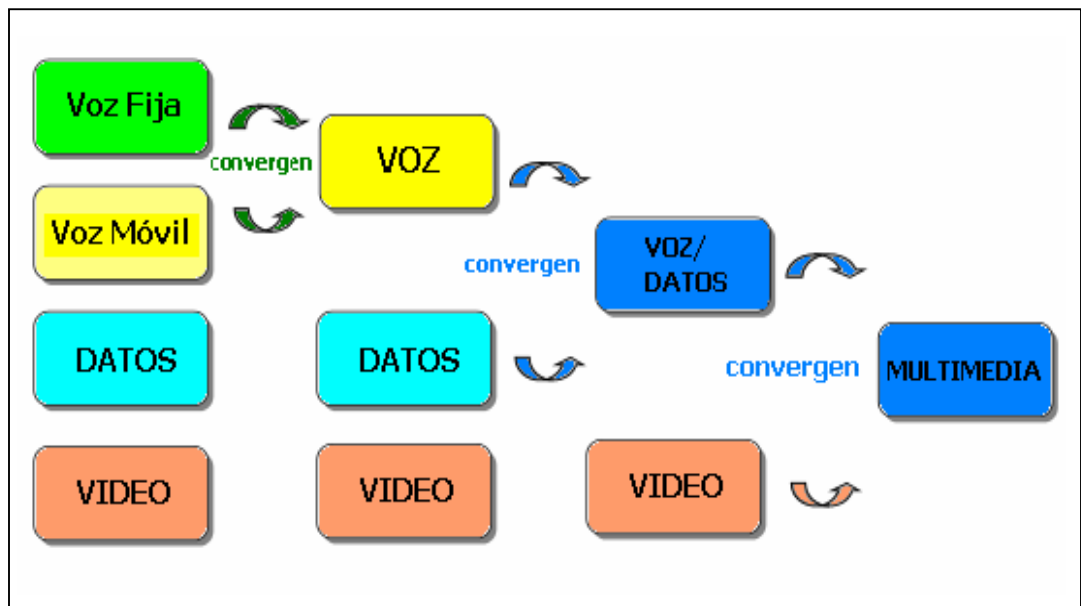 Voz Fija
convergen
VOZ
Voz Móvil
convergen
VOZ/
DATOS
DATOS
DATOS
convergen
MULTIMEDIA
VIDEO
VIDEO
VIDEO